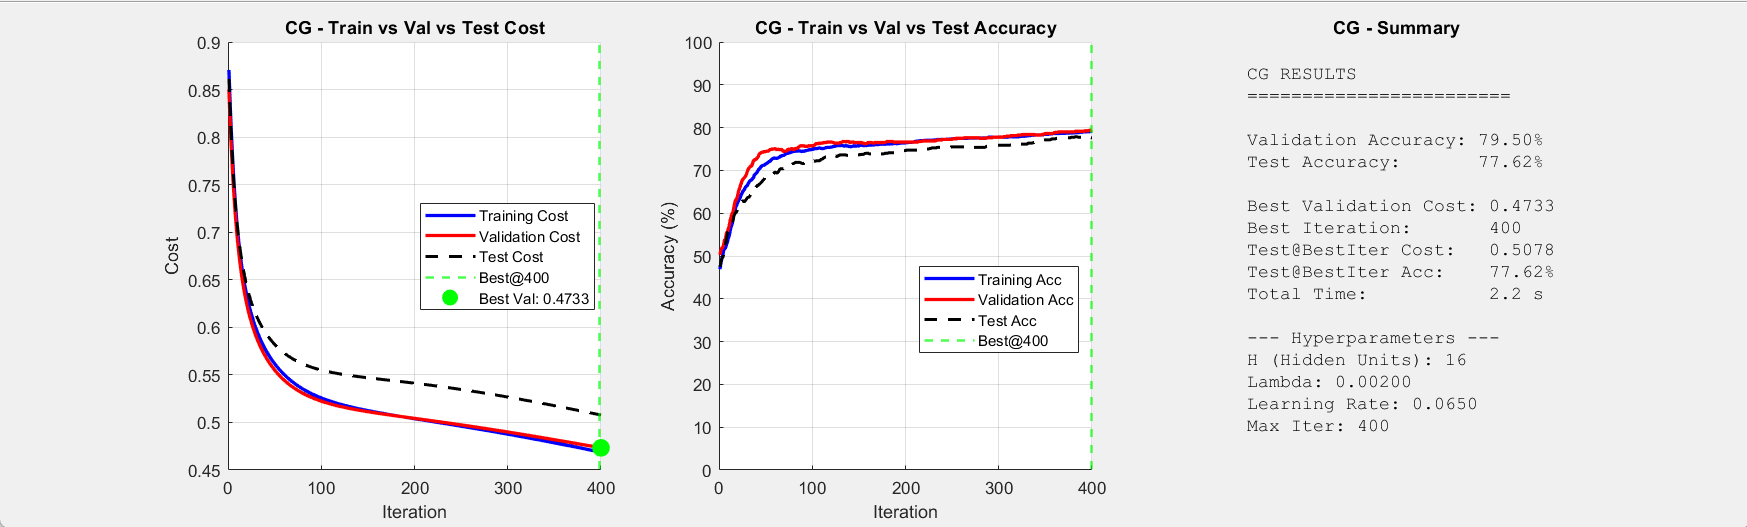 CG - Train vs Val vs Test Cost
0.9
0.85
0.8
0.75
0.7
0.65
0.6
0.55
0.5
0.45
Cost
0
100
200
300
400
Iteration
Training Cost
Validation Cost
Test Cost
Best@400
Best Val: 0.4733
CG - Train vs Val vs Test Accuracy
100
90
80
70
60
50
40
30
20
10
0
Accuracy (%)
0
100
200
300
400
Iteration
Training Acc
Validation Acc
Test Acc
Best@400
CG - Summary
CG RESULTS
========================
Validation Accuracy: 79.50%
Test Accuracy: 77.62%
Best Validation Cost: 0.4733
Best Iteration: 400
Test@BestIter Cost: 0.5078
Test@BestIter Acc: 77.62%
Total Time: 2.2 s
--- Hyperparameters ---
H (Hidden Units): 16
Lambda: 0.00200
Learning Rate: 0.0650
Max Iter: 400